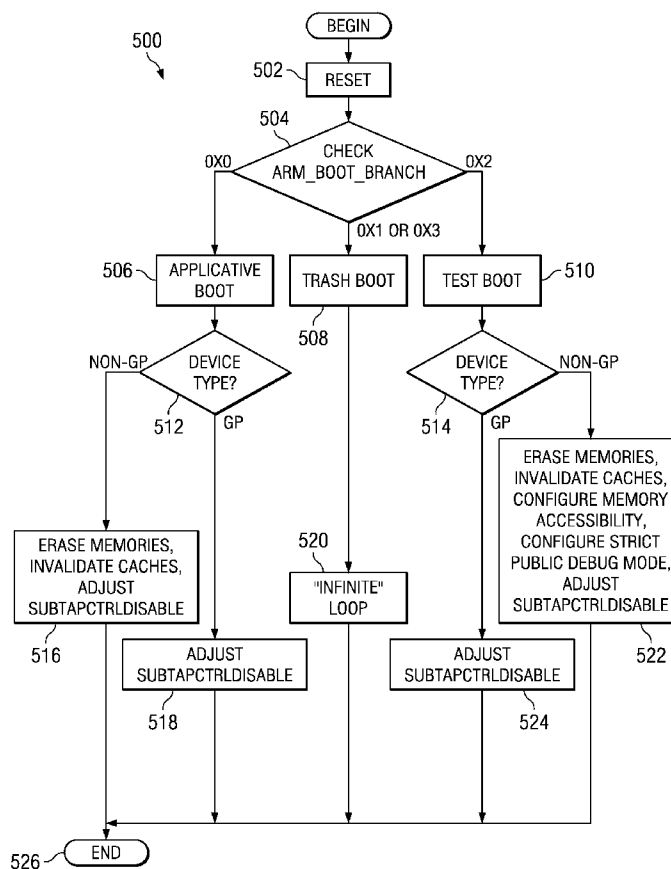 BEGIN
500
502
RESET
504
CHECK
ARM_BOOT_BRANCH
0X0
0X2
0X1 OR 0X3
506
APPLICATIVE
BOOT
TRASH BOOT
508
TEST BOOT
510
NON-GP
DEVICE
TYPE?
512
GP
DEVICE
TYPE?
NON-GP
514
GP
ERASE MEMORIES,
INVALIDATE CACHES,
ADJUST
SUBTAPCTRLDISABLE
516
ADJUST
SUBTAPCTRLDISABLE
518
520
"INFINITE"
LOOP
ADJUST
SUBTAPCTRLDISABLE
524
ERASE MEMORIES,
INVALIDATE CACHES,
CONFIGURE MEMORY
ACCESSIBILITY,
CONFIGURE STRICT
PUBLIC DEBUG MODE,
ADJUST
SUBTAPCTRLDISABLE
522
526
END